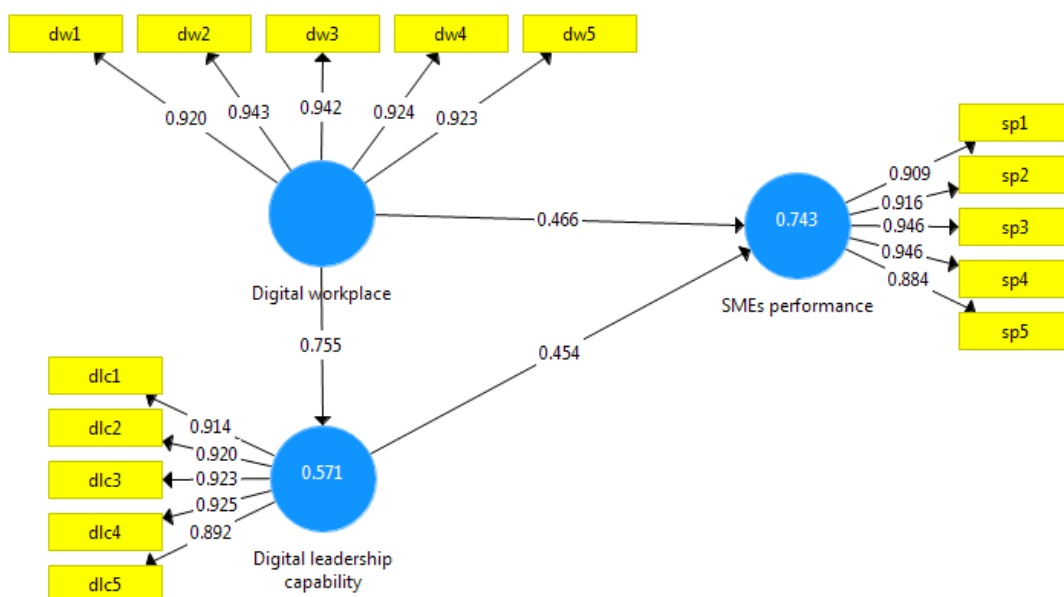 dw1
dw2
dw3
dw4
dw5
0.920
0.943
0.942
0.924
0.923
sp1
sp2
sp3
sp4
sp5
0.909
0.916
0.946
0.946
0.884
0.743
SMEs performance
0.466
Digital workplace
0.755
0.454
dlc1
dlc2
dlc3
dlc4
dlc5
0.914
0.920
0.923
0.925
0.892
0.571
Digital leadership
capability